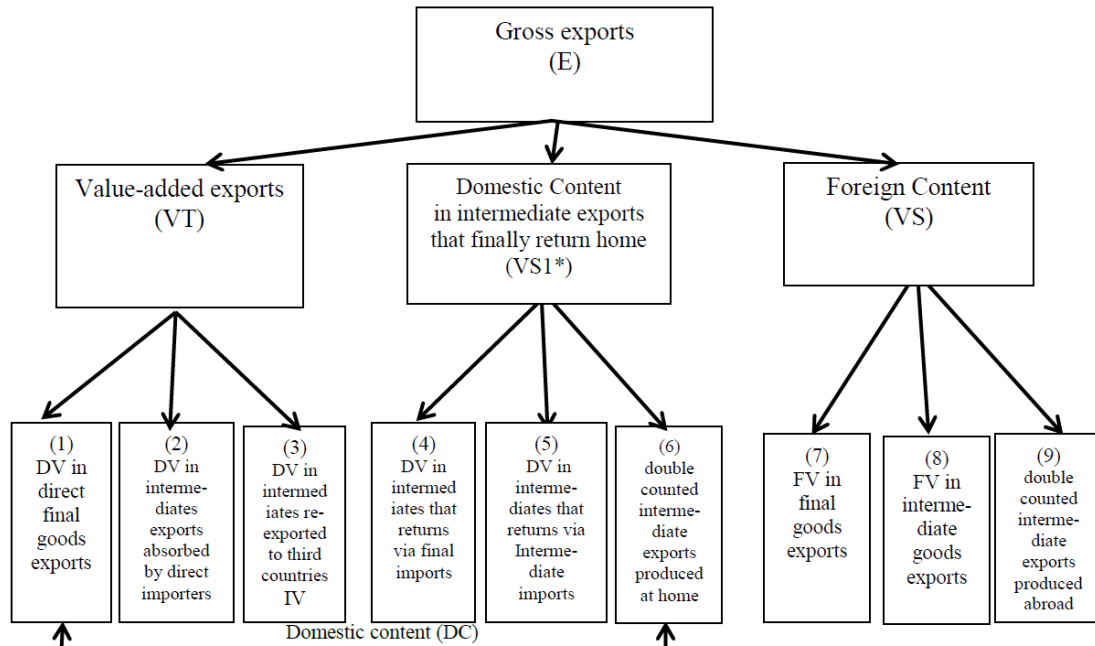 Gross exports
(E)
Value-added exports
(VT)
Domestic Content
in intermediate exports
that finally return home
(VS1*)
Foreign Content
(VS)
(1)
DV in
direct
final
goods
exports
(2)
DV in
interme-
diates
exports
absorbed
by direct
importers
(3)
DV in
intermed
iates re-
exported
to third
countries
IV
(4)
DV in
intermed
iates that
returns
via final
imports
(5)
DV in
interme-
diates that
returns via
Interme-
diate
imports
(6)
double
counted
interme-
diate
exports
produced
at home
(7)
FV in
final
goods
exports
(8)
FV in
interme-
diate
goods
exports
(9)
double
counted
interme-
diate
exports
produced
abroad
Domestic content (DC)